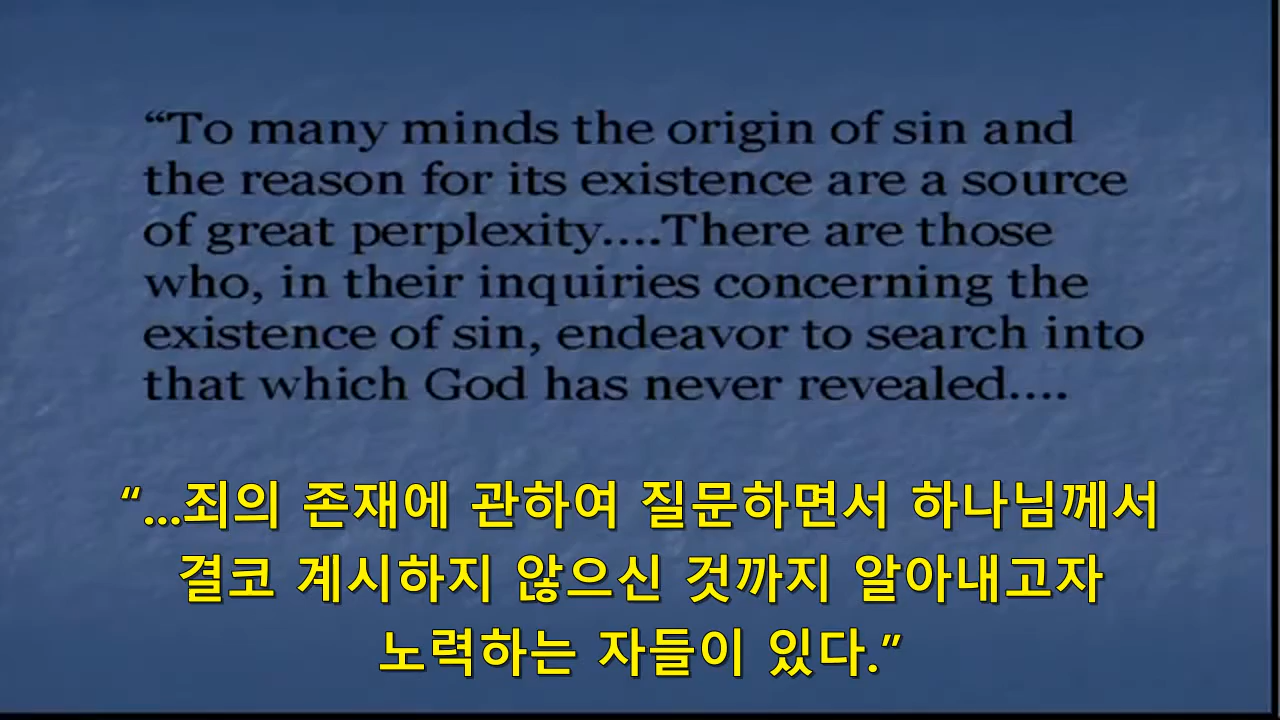 “To many minds the origin of sin and
the reason for its existence are a source
of great perplexity....There are those
who, in their inquiries concerning the
existence of sin, endeavor to search into
that which God has never revealed....
“...죄의 존재에 관하여 질문하면서 하나님께서
결코 계시하지 않으신 것까지 알아내고자
노력하는 자들이 있다.”